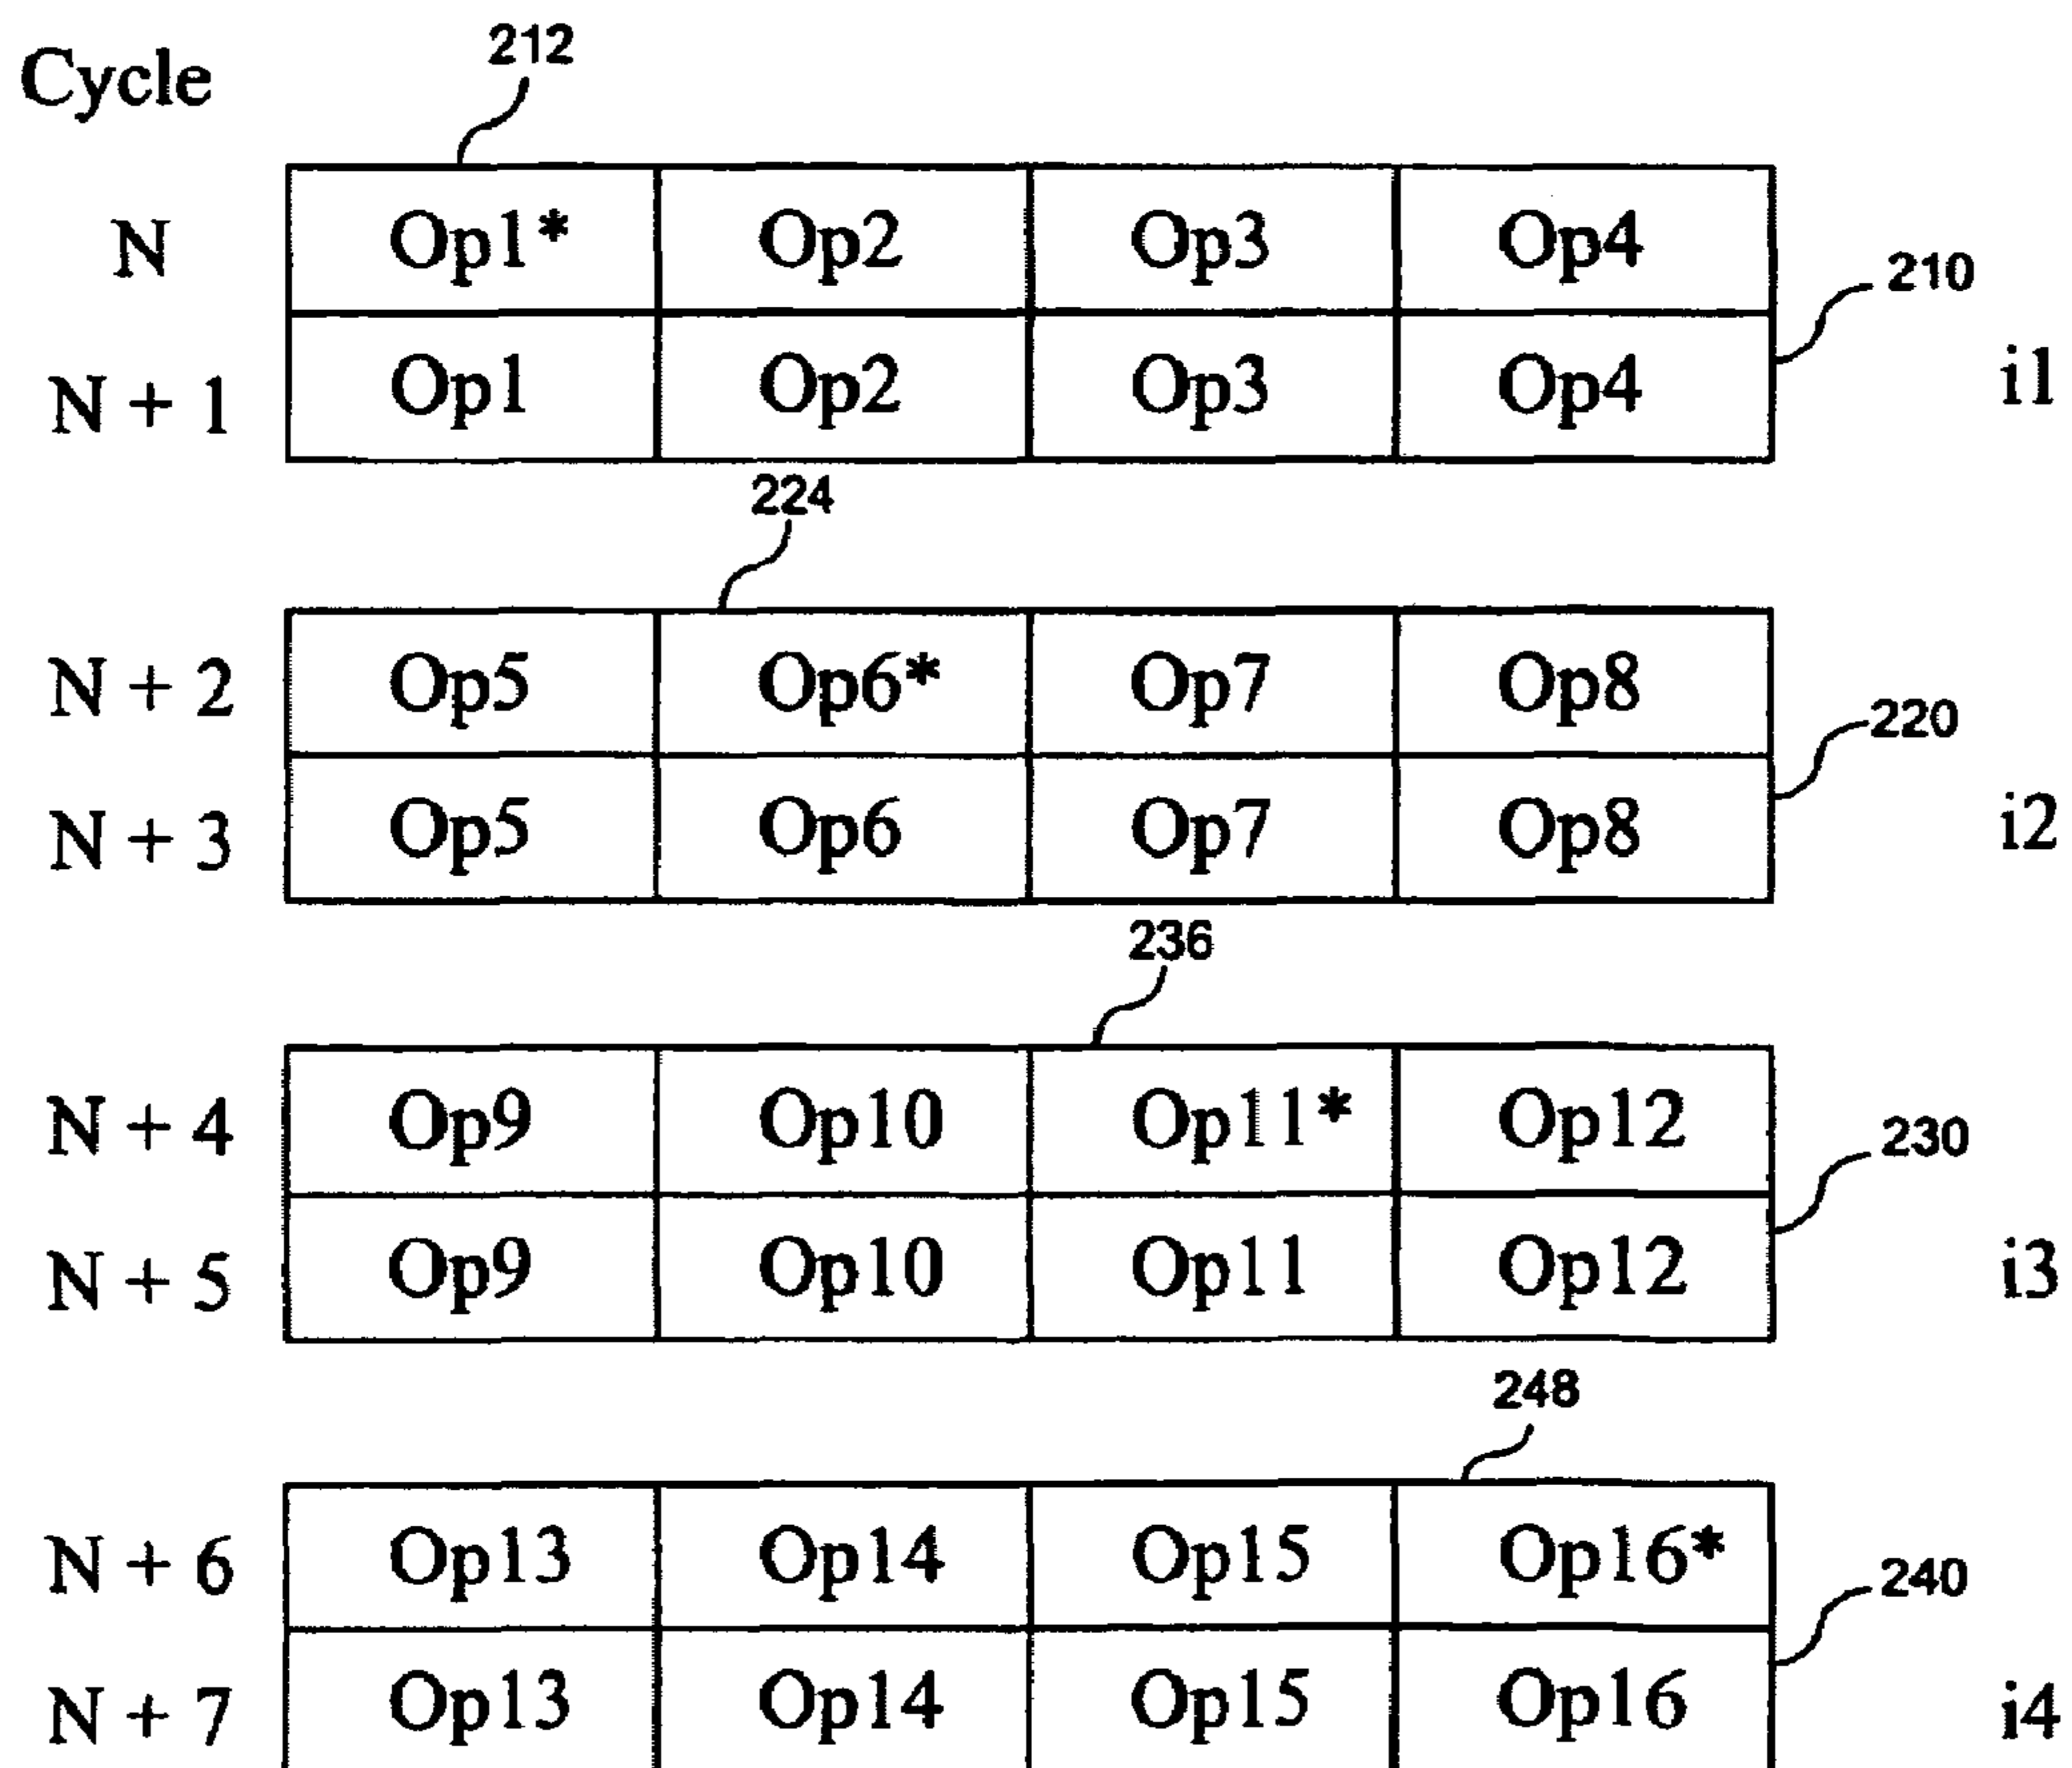 212
Cycle
N Op1* Op2 Op3 Op4
210
N + 1 Op1 Op2 Op3 Op4 i1
224
N + 2 Op5 Op6* Op7 Op8
220
N + 3 Op5 Op6 Op7 Op8 i2
236
N + 4 Op9 Op10 Op11* Op12
230
N + 5 Op9 Op10 Op11 Op12 i3
248
N + 6 Op13 Op14 Op15 Op16*
240
N + 7 Op13 Op14 Op15 Op16 i4